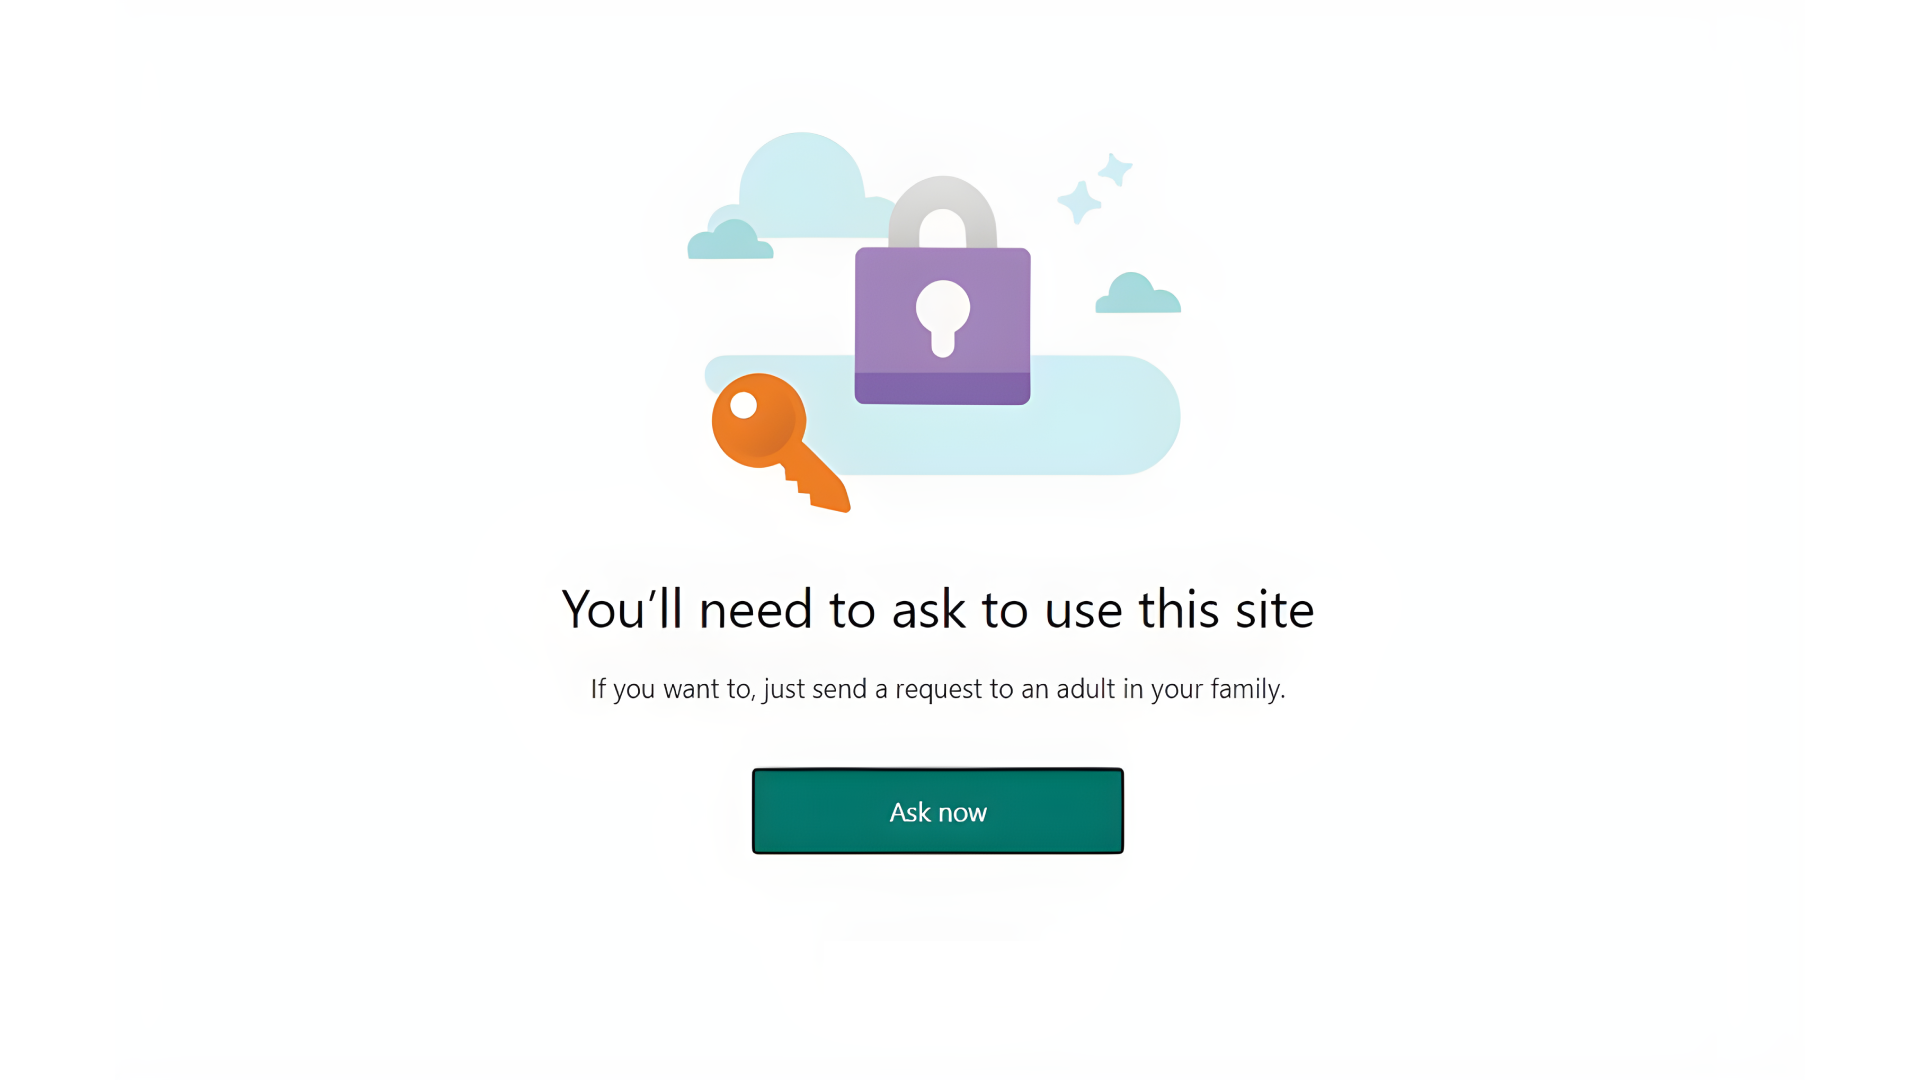 You’ll need to ask to use this site
If you want to, just send a request to an adult in your family.
Ask now